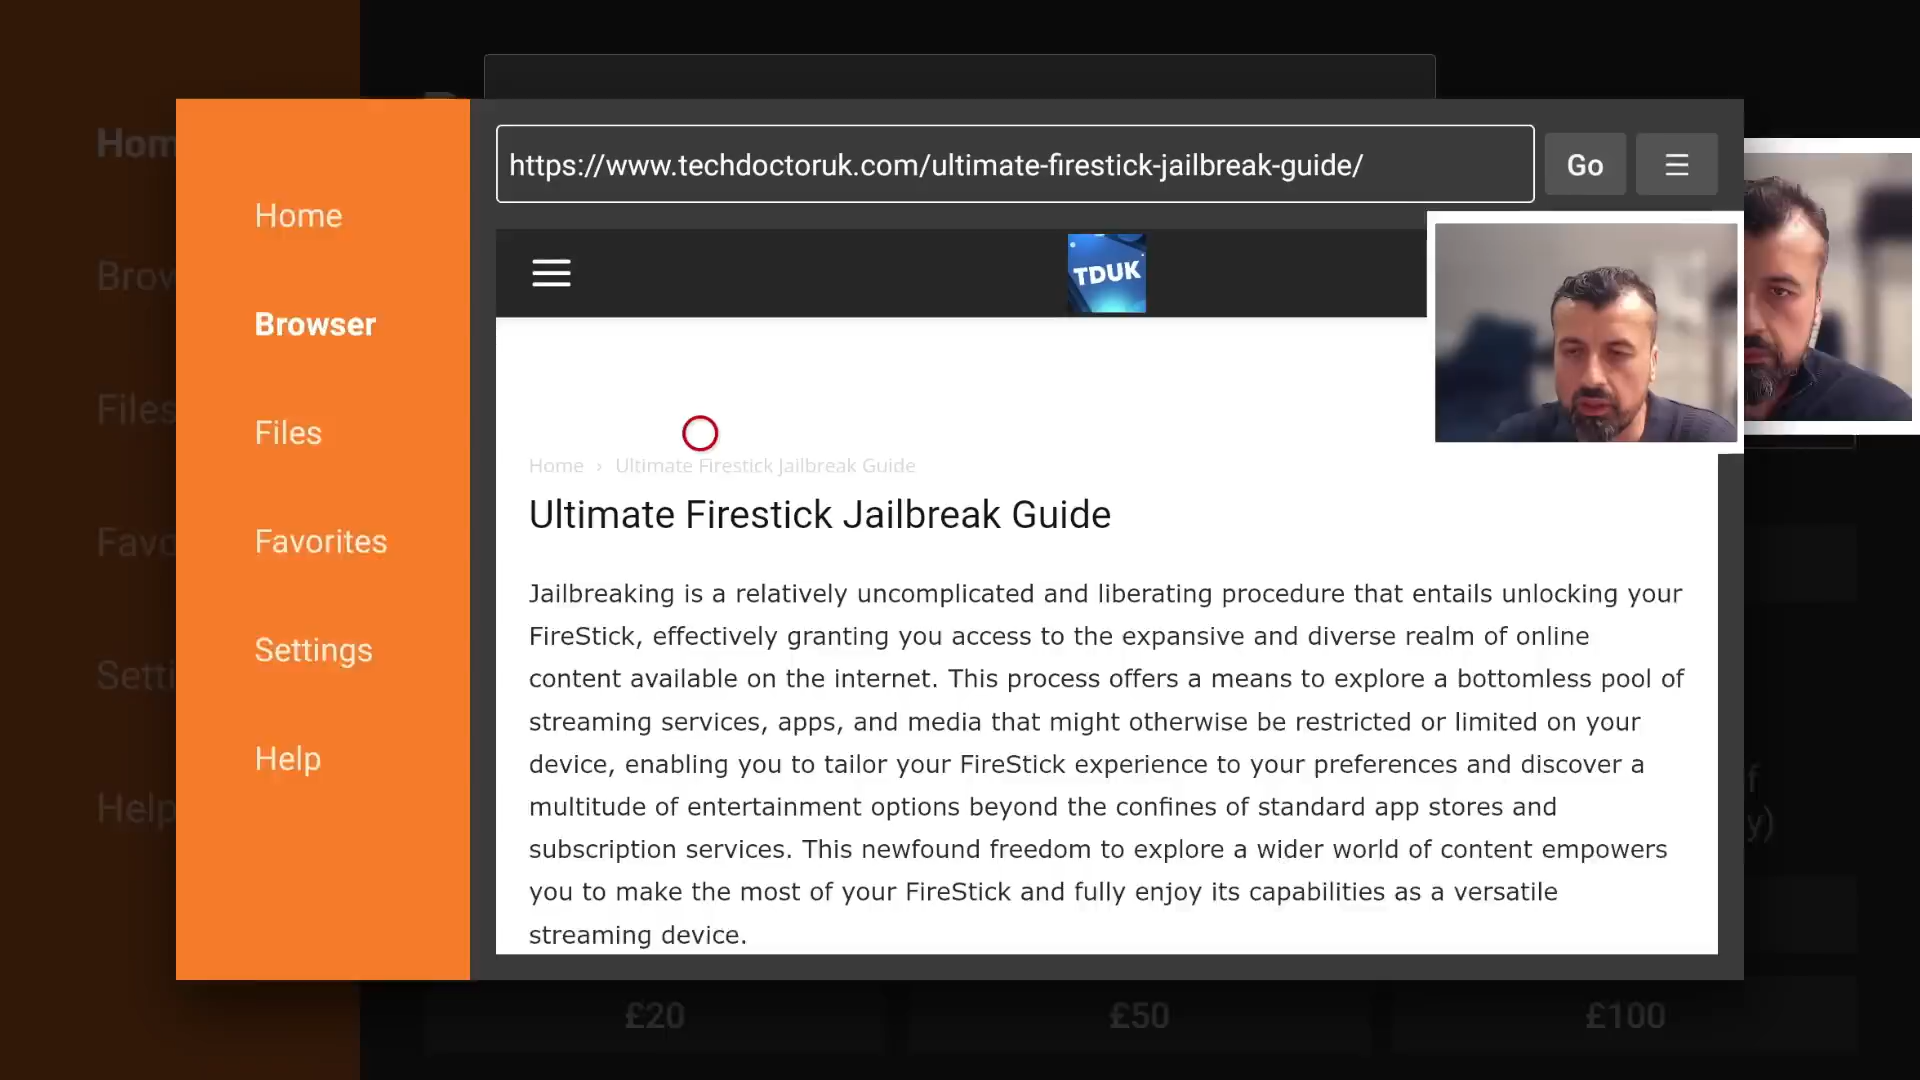 Home
Browser
Files
Favorites
Settings
Help
https://www.techdoctoruk.com/ultimate-firestick-jailbreak-guide/
Go
TDUK
Home › Ultimate Firestick Jailbreak Guide
Ultimate Firestick Jailbreak Guide
Jailbreaking is a relatively uncomplicated and liberating procedure that entails unlocking your
FireStick, effectively granting you access to the expansive and diverse realm of online
content available on the internet. This process offers a means to explore a bottomless pool of
streaming services, apps, and media that might otherwise be restricted or limited on your
device, enabling you to tailor your FireStick experience to your preferences and discover a
multitude of entertainment options beyond the confines of standard app stores and
subscription services. This newfound freedom to explore a wider world of content empowers
you to make the most of your FireStick and fully enjoy its capabilities as a versatile
streaming device.
Hom
Brov
Files
Favo
Setti
Help
y)
£20
£50
£100